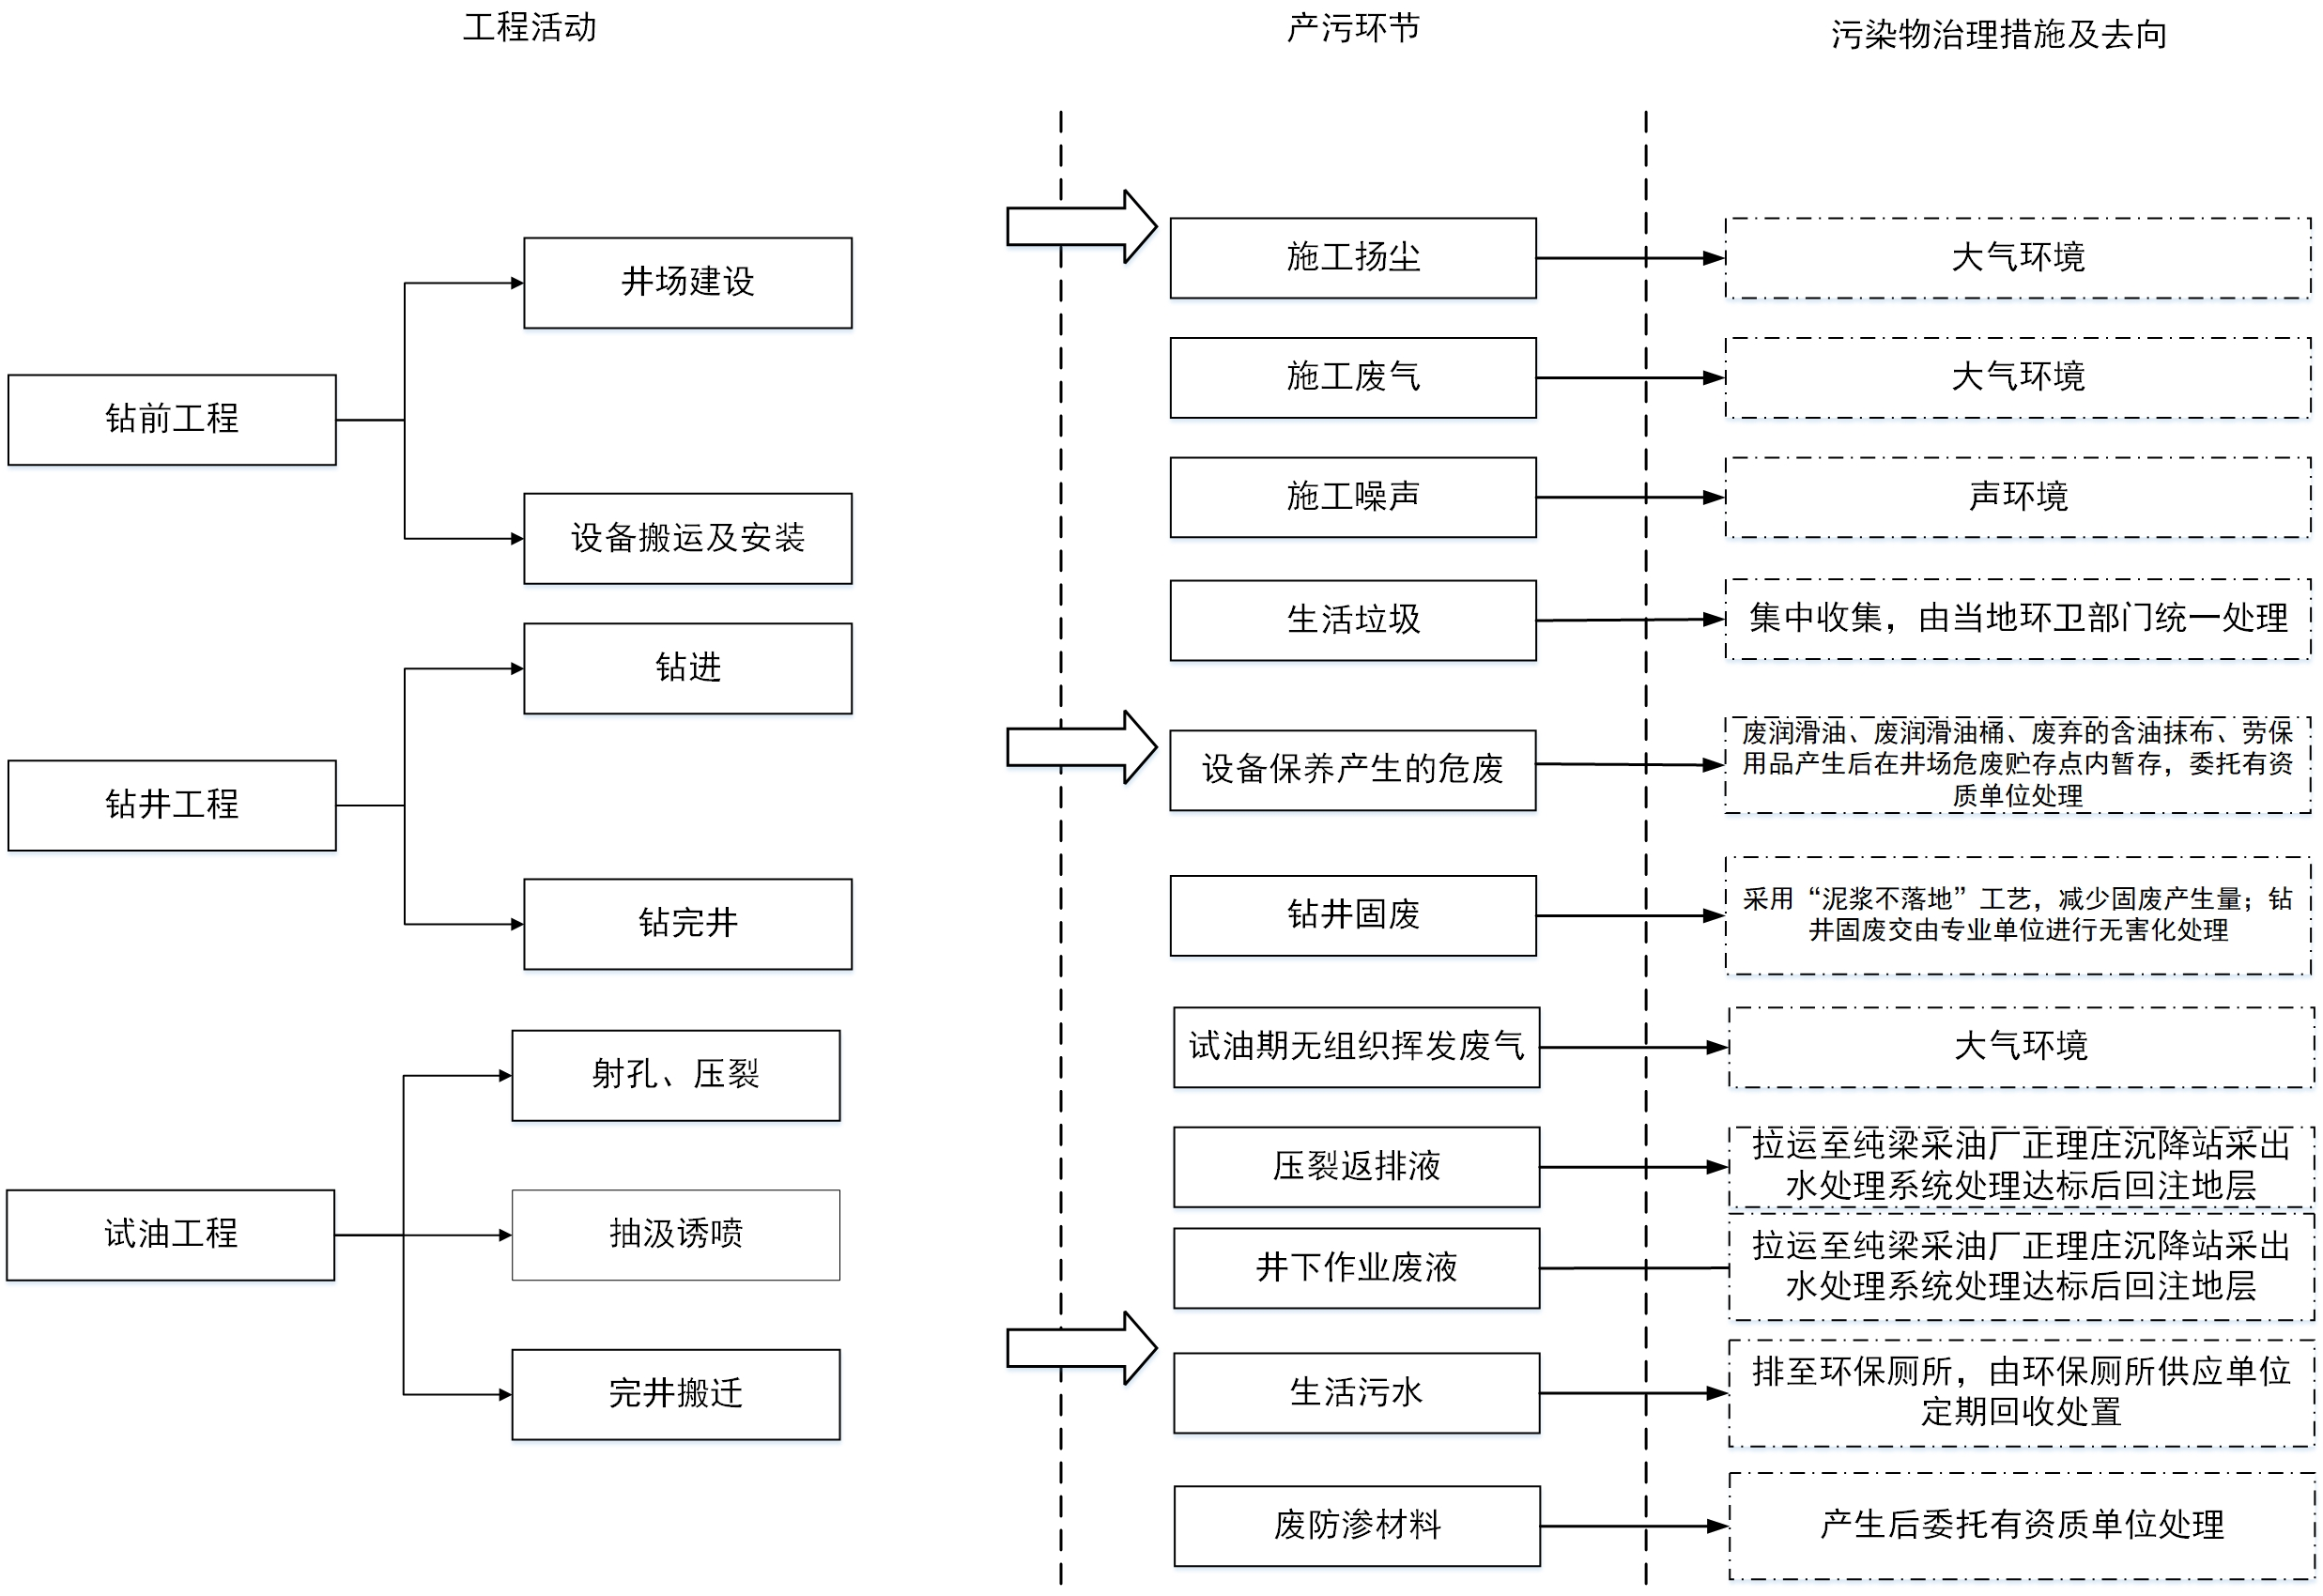 工程活动
产污环节
污染物治理措施及去向
钻前工程
井场建设
设备搬运及安装
钻井工程
钻进
钻完井
试油工程
射孔、压裂
抽汲诱喷
完井搬迁
施工扬尘
大气环境
施工废气
大气环境
施工噪声
声环境
生活垃圾
集中收集，由当地环卫部门统一处理
设备保养产生的危废
废润滑油、废润滑油桶、废弃的含油抹布、劳保
用品产生后在井场危废贮存点内暂存，委托有资
质单位处理
钻井固废
采用“泥浆不落地”工艺，减少固废产生量；钻
井固废交由专业单位进行无害化处理
试油期无组织挥发废气
大气环境
压裂返排液
拉运至纯梁采油厂正理庄沉降站采出
水处理系统处理达标后回注地层
井下作业废液
拉运至纯梁采油厂正理庄沉降站采出
水处理系统处理达标后回注地层
生活污水
排至环保厕所，由环保厕所供应单位
定期回收处置
废防渗材料
产生后委托有资质单位处理